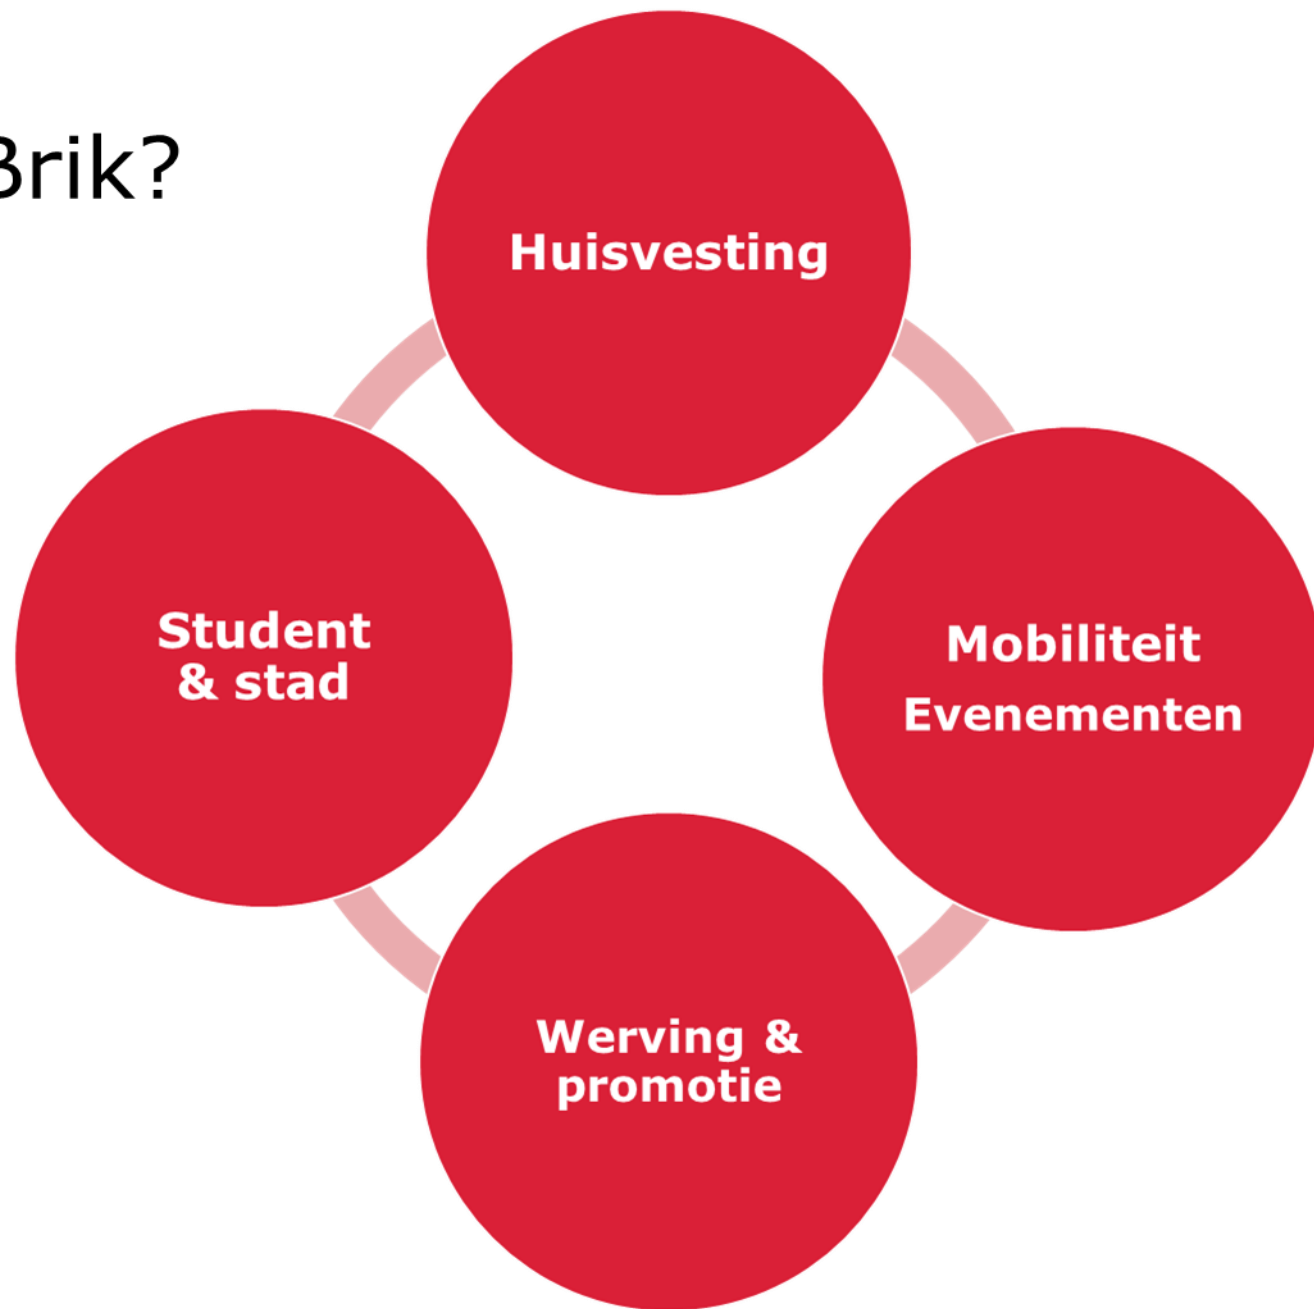 Brik?
Huisvesting
Student
& stad
Mobiliteit
Evenementen
Werving &
promotie